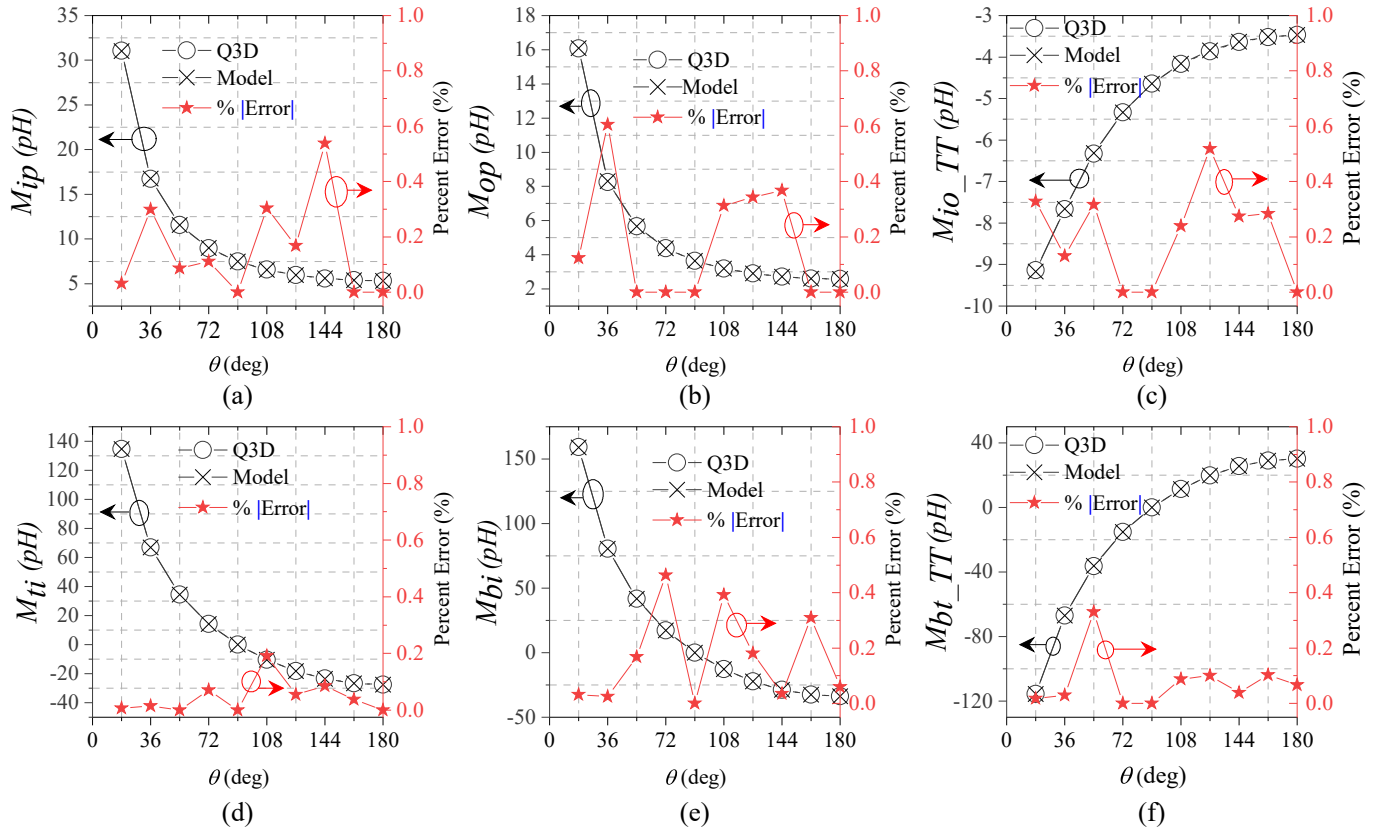 35
30
25
20
15
10
5
Mip (pH)
0 36 72 108 144 180
θ (deg)
1.0
0.8
0.6
0.4
0.2
0.0
Percent Error (%)
Q3D
Model
% |Error|
(a)
18
16
14
12
10
8
6
4
2
Mop (pH)
0 36 72 108 144 180
θ (deg)
1.0
0.8
0.6
0.4
0.2
0.0
Percent Error (%)
Q3D
Model
% |Error|
(b)
-3
-4
-5
-6
-7
-8
-9
-10
Mio_TT (pH)
0 36 72 108 144 180
θ (deg)
1.0
0.8
0.6
0.4
0.2
0.0
Percent Error (%)
Q3D
Model
% |Error|
(c)
140
120
100
80
60
40
20
0
-20
-40
Mti (pH)
0 36 72 108 144 180
θ (deg)
1.0
0.8
0.6
0.4
0.2
0.0
Percent Error (%)
Q3D
Model
% |Error|
(d)
150
100
50
0
-50
Mbi (pH)
0 36 72 108 144 180
θ (deg)
1.0
0.8
0.6
0.4
0.2
0.0
Percent Error (%)
Q3D
Model
% |Error|
(e)
40
0
-40
-80
-120
Mbt_TT (pH)
0 36 72 108 144 180
θ (deg)
1.0
0.8
0.6
0.4
0.2
0.0
Percent Error (%)
Q3D
Model
% |Error|
(f)